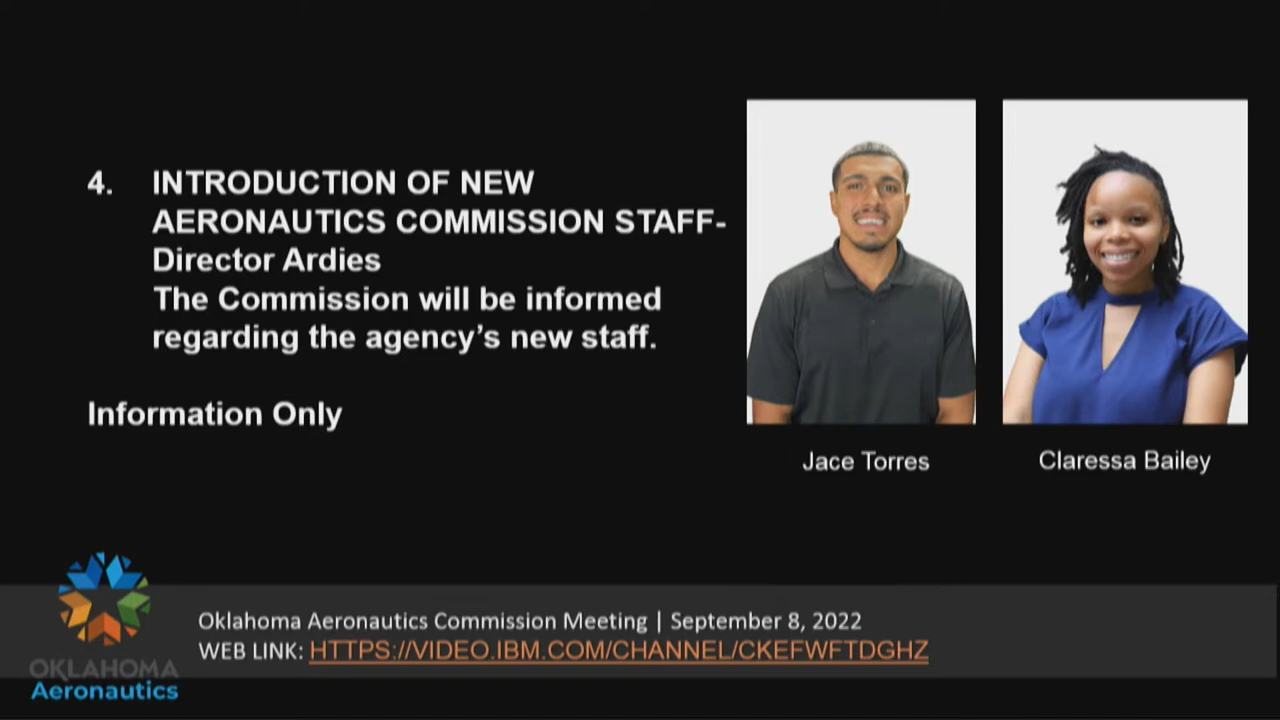 4. INTRODUCTION OF NEW
AERONAUTICS COMMISSION STAFF-
Director Ardies
The Commission will be informed
regarding the agency's new staff.
Information Only
Jace Torres
Claressa Bailey
Oklahoma Aeronautics Commission Meeting | September 8, 2022
WEB LINK: HTTPS://VIDEO.IBM.COM/CHANNEL/CKEFWFTDGHZ
OKLAHOMA
Aeronautics